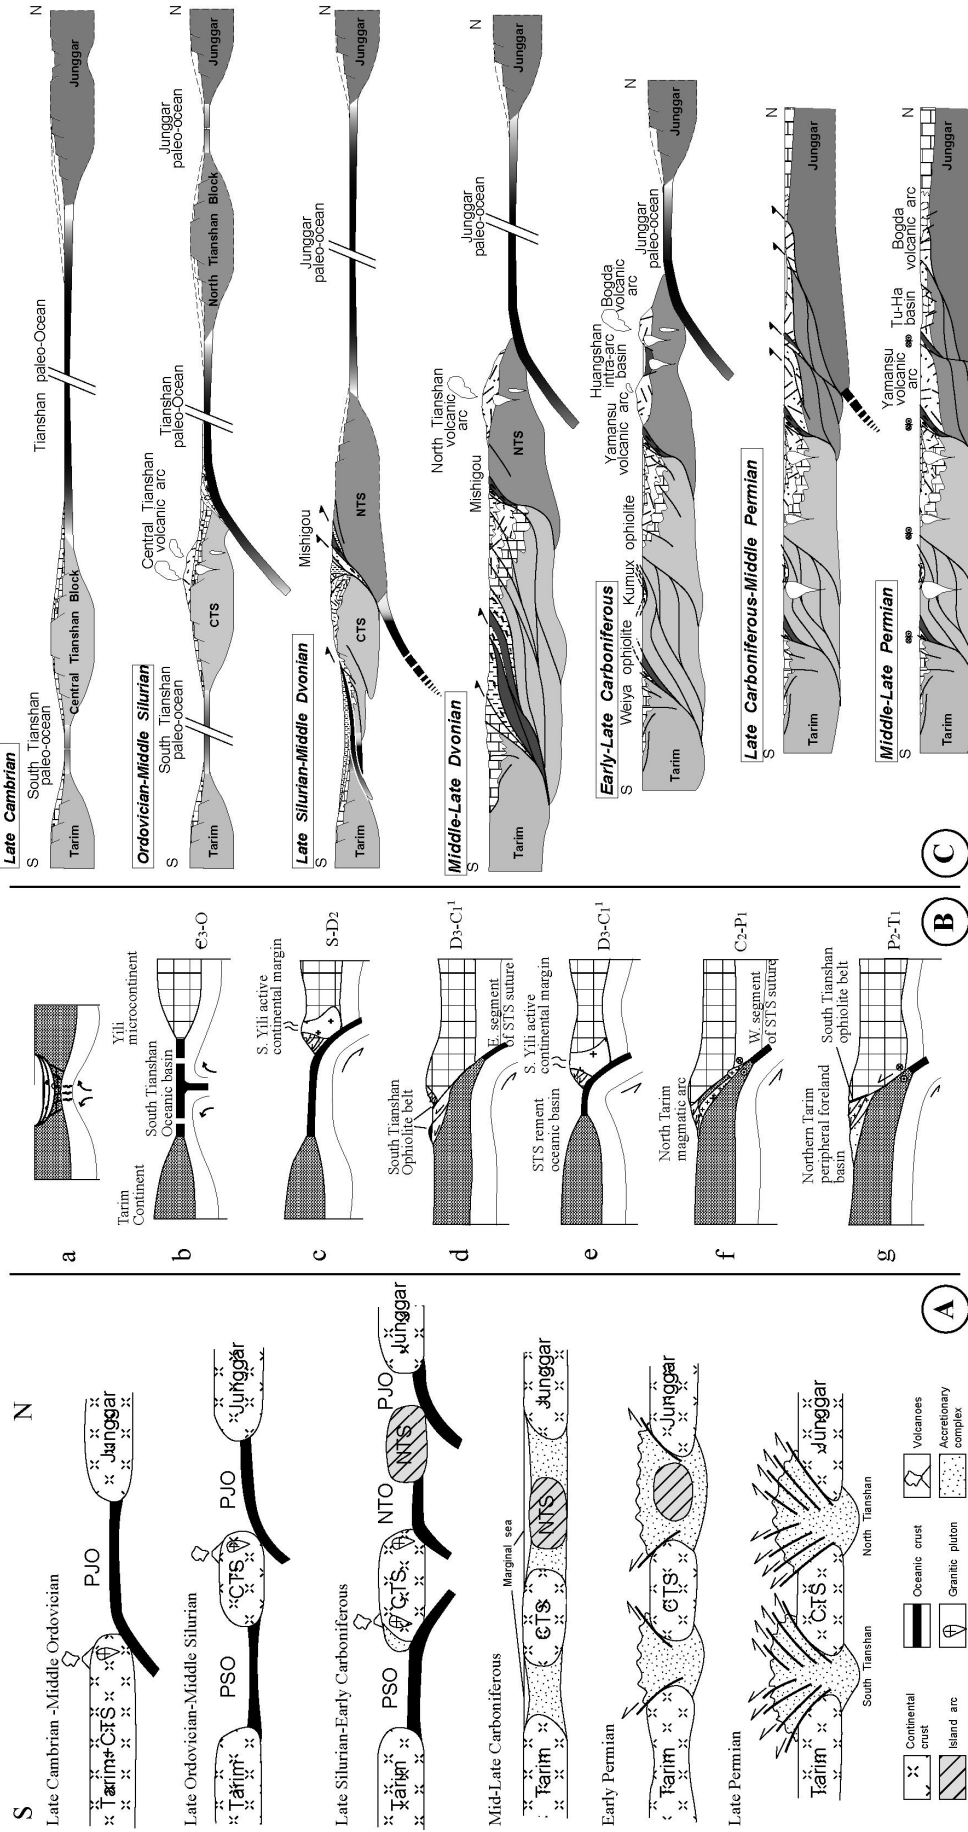 S
N
Late Cambrian -Middle Ordovician
PJO
Tarim+CTS
Junggar
Late Ordovician-Middle Silurian
PSO
PJO
Tarim
CTS
Junggar
Late Silurian-Early Carboniferous
PSO
NTO
PJO
Tarim
CTS
NTS
Junggar
Mid-Late Carboniferous
Marginal sea
Tarim
CTS
NTS
Junggar
Early Permian
Tarim
CTS
Junggar
Late Permian
Tarim
CTS
Junggar
South Tianshan
North Tianshan
Continental
crust
Oceanic crust
Volcanoes
Island arc
Granitic pluton
Accretionary
complex
A
a
b
Tarim
Continent
South Tianshan
Oceanic basin
Yili
microcontinent
Є3-O
c
S. Yili active
continental margin
S-D2
d
South Tianshan
Ophiolite belt
E. segment
of STS suture
D3-C1¹
e
STS rement
oceanic basin
S. Yili active
continental margin
D3-C1¹
f
North Tarim
magmatic arc
W. segment
of STS suture
C2-P1
g
Northern Tarim
peripheral foreland
basin
South Tianshan
ophiolite belt
P2-T1
B
Late Cambrian
S
N
South Tianshan
paleo-ocean
Tianshan paleo-Ocean
Tarim
Central Tianshan Block
Junggar
Ordovician-Middle Silurian
S
N
South Tianshan
paleo-ocean
Central Tianshan
volcanic arc
Tianshan
paleo-Ocean
Junggar
paleo-ocean
Tarim
CTS
North Tianshan Block
Junggar
Late Silurian-Middle Dvonian
S
N
Mishigou
Junggar
paleo-ocean
Tarim
CTS
NTS
Junggar
Middle-Late Dvonian
S
N
Mishigou
North Tianshan
volcanic arc
Junggar
paleo-ocean
Tarim
NTS
Junggar
Early-Late Carboniferous
S
N
Weiya ophiolite
Kumux ophiolite
Yamansu
volcanic arc
Huangshan
intra-arc
basin
Bogda
volcanic
arc
Junggar
paleo-ocean
Tarim
Junggar
Late Carboniferous-Middle Permian
S
N
Tarim
Junggar
Middle-Late Permian
S
N
Yamansu
volcanic
arc
Tu-Ha
basin
Bogda
volcanic arc
Tarim
Junggar
C